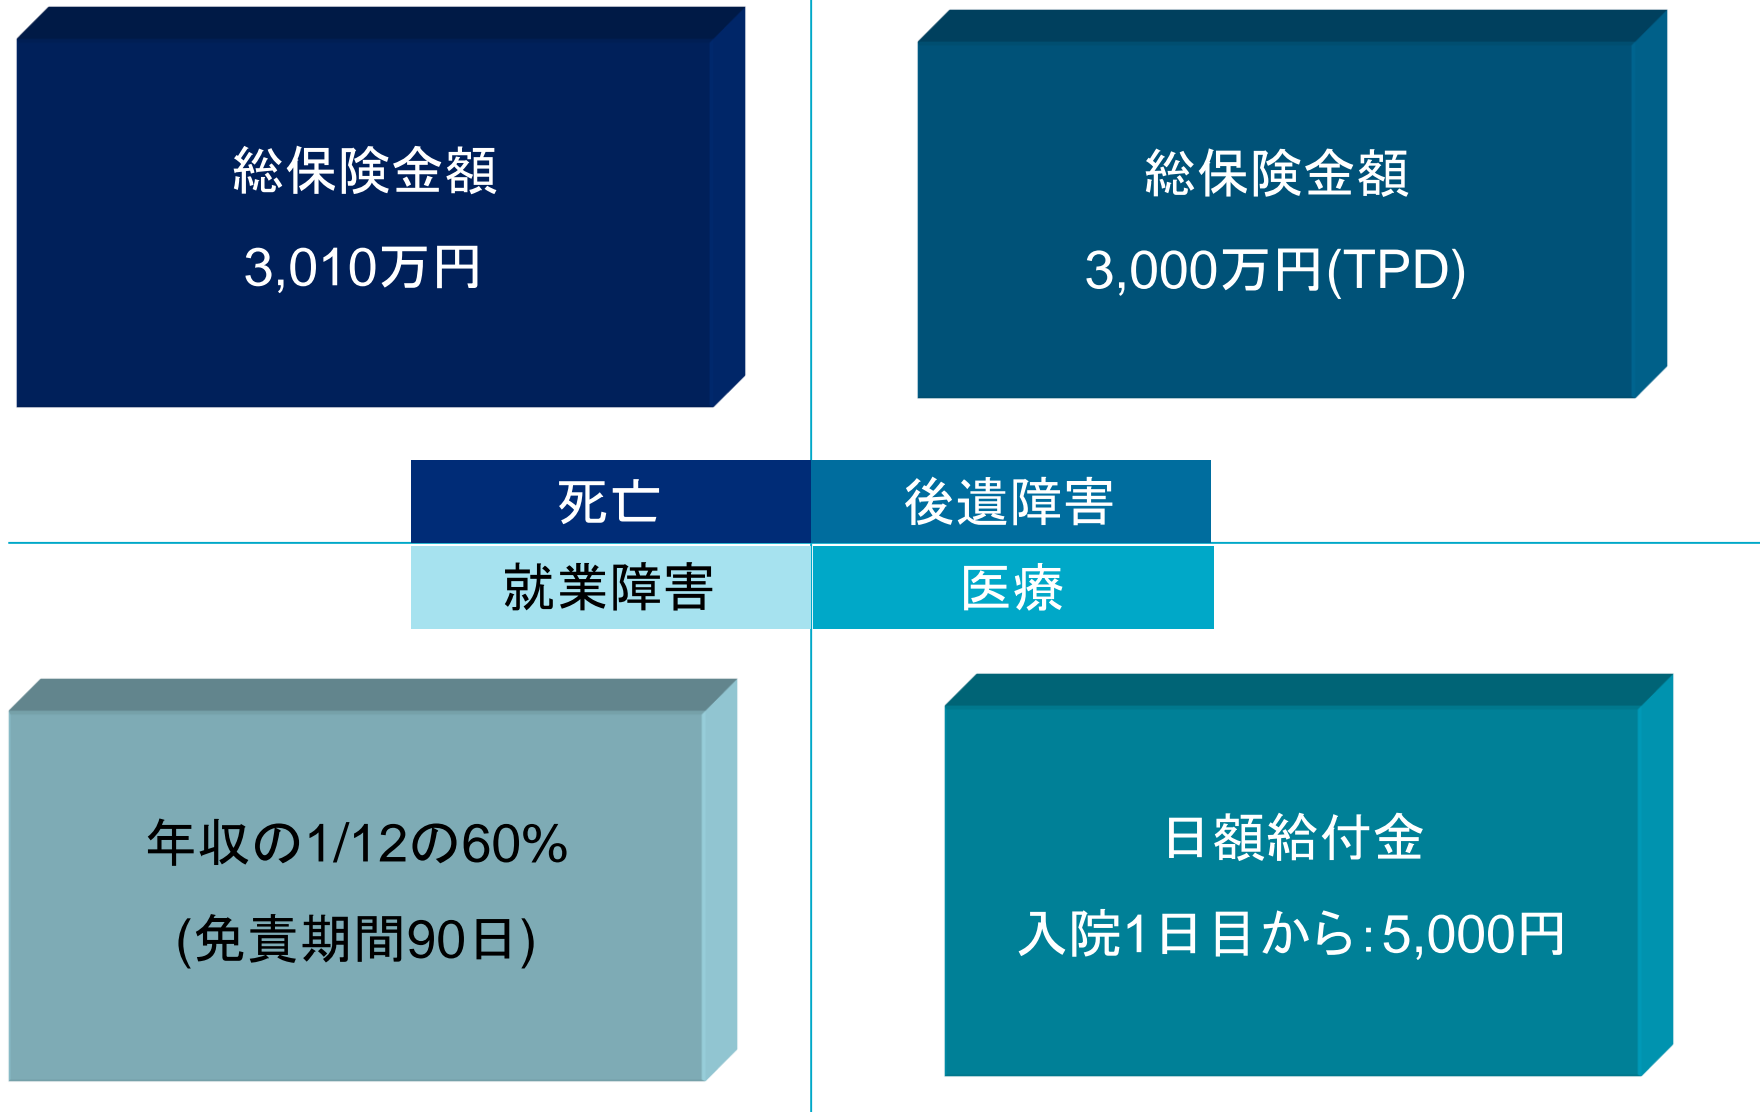 総保険金額
3,010万円
総保険金額
3,000万円(TPD)
死亡
後遺障害
就業障害
医療
年収の1/12の60%
(免責期間90日)
日額給付金
入院1日目から：5,000円